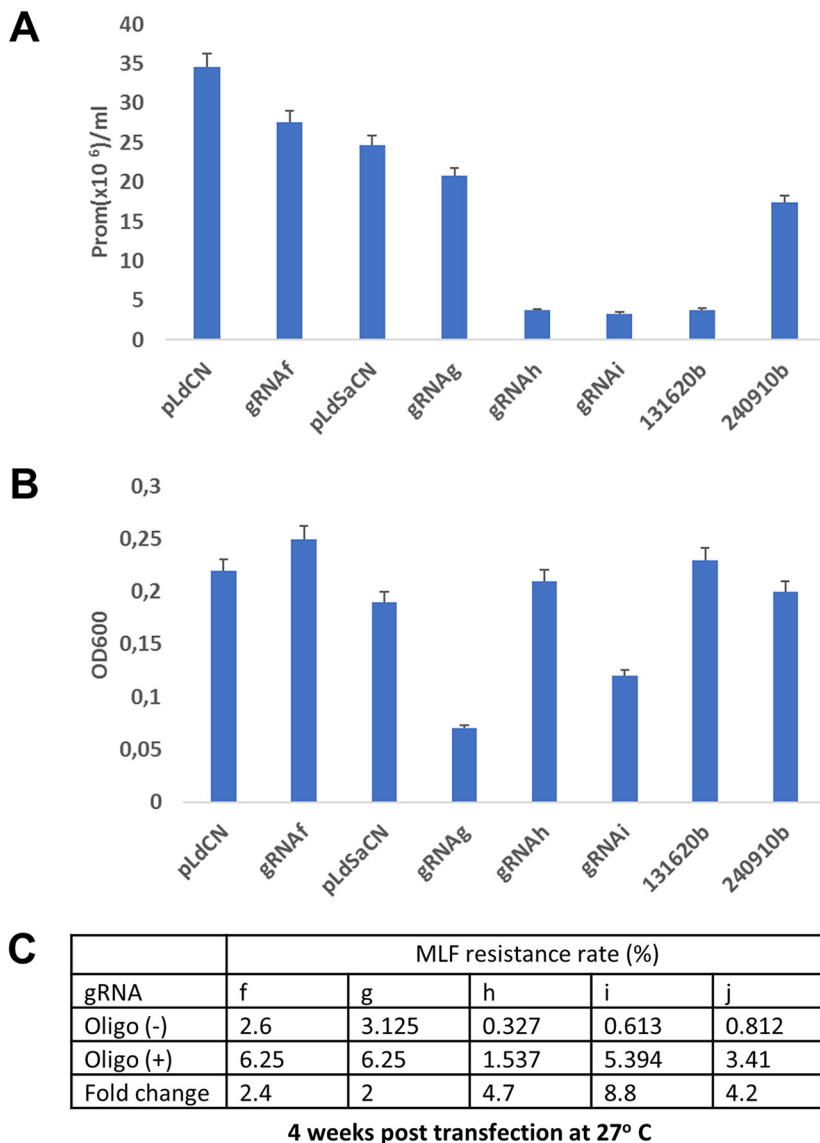 A
40
35
30
25
20
15
10
5
0
Prom(x10 ⁶)/ml
pLdCN
gRNAf
pLdSaCN
gRNAg
gRNAh
gRNAi
131620b
240910b
B
0,3
0,25
0,2
0,15
0,1
0,05
0
OD600
pLdCN
gRNAf
pLdSaCN
gRNAg
gRNAh
gRNAi
131620b
240910b
C
MLF resistance rate (%)
gRNA f g h i j
Oligo (-) 2.6 3.125 0.327 0.613 0.812
Oligo (+) 6.25 6.25 1.537 5.394 3.41
Fold change 2.4 2 4.7 8.8 4.2
4 weeks post transfection at 27º C